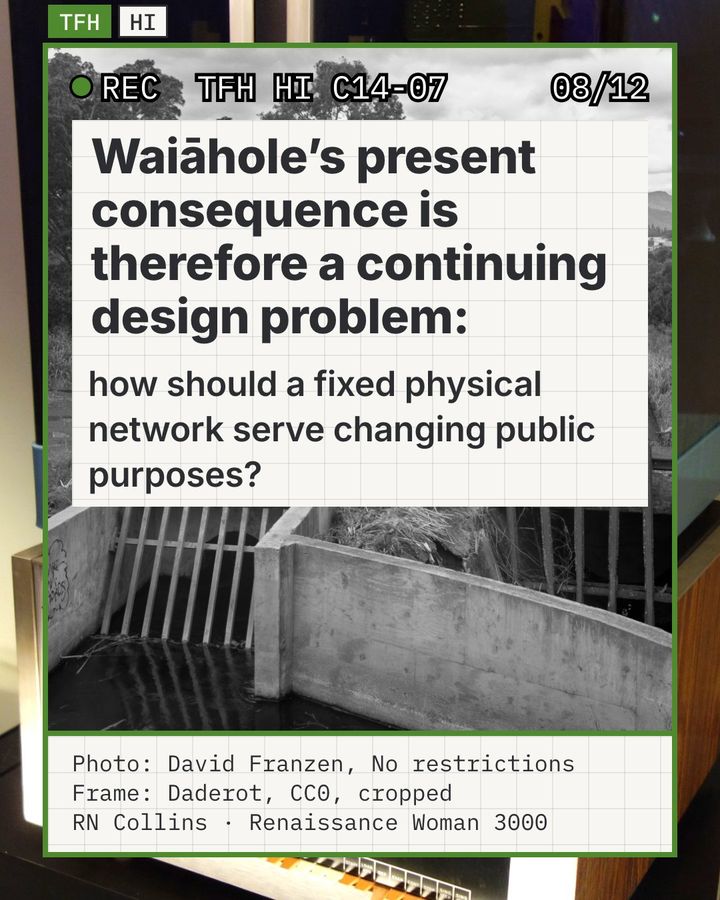 TFH HI
REC TFH HI C14-07 08/12
Waiāhole’s present
consequence is
therefore a continuing
design problem:
how should a fixed physical
network serve changing public
purposes?
Photo: David Franzen, No restrictions
Frame: Daderot, CC0, cropped
RN Collins · Renaissance Woman 3000